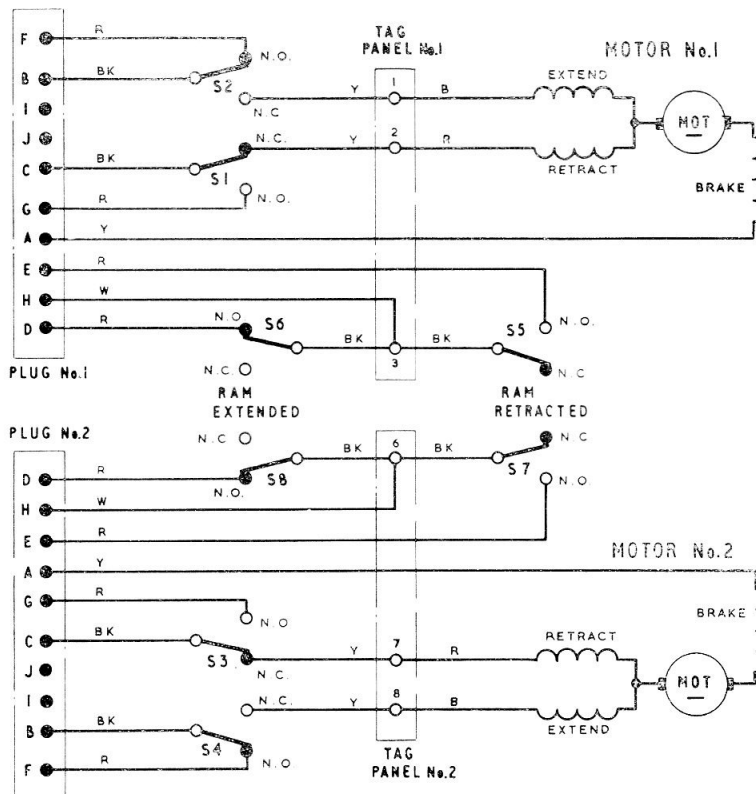 F R
N.O.
TAG
PANEL No.1
MOTOR No.1
B BK S2
N.C
Y 1 B EXTEND
I
J
N.C. Y 2 R
MOT
C BK S1
RETRACT
G R N.O.
BRAKE
A Y
E R
H W
D R N.O S6 BK 3 BK S5 N.O.
PLUG No.1
N.C. N.C
RAM
EXTENDED
RAM
RETRACTED
PLUG No.2
N.C 6 N.C
BK BK
D R N.O. S8 S7 N.O.
H W
E R
MOTOR No.2
A Y
G R N.O
BRAKE
C BK S3 N.C. Y 7 R RETRACT
J
MOT
I N.C. Y 8 B
EXTEND
B BK S4
F R N.O.
TAG
PANEL No.2